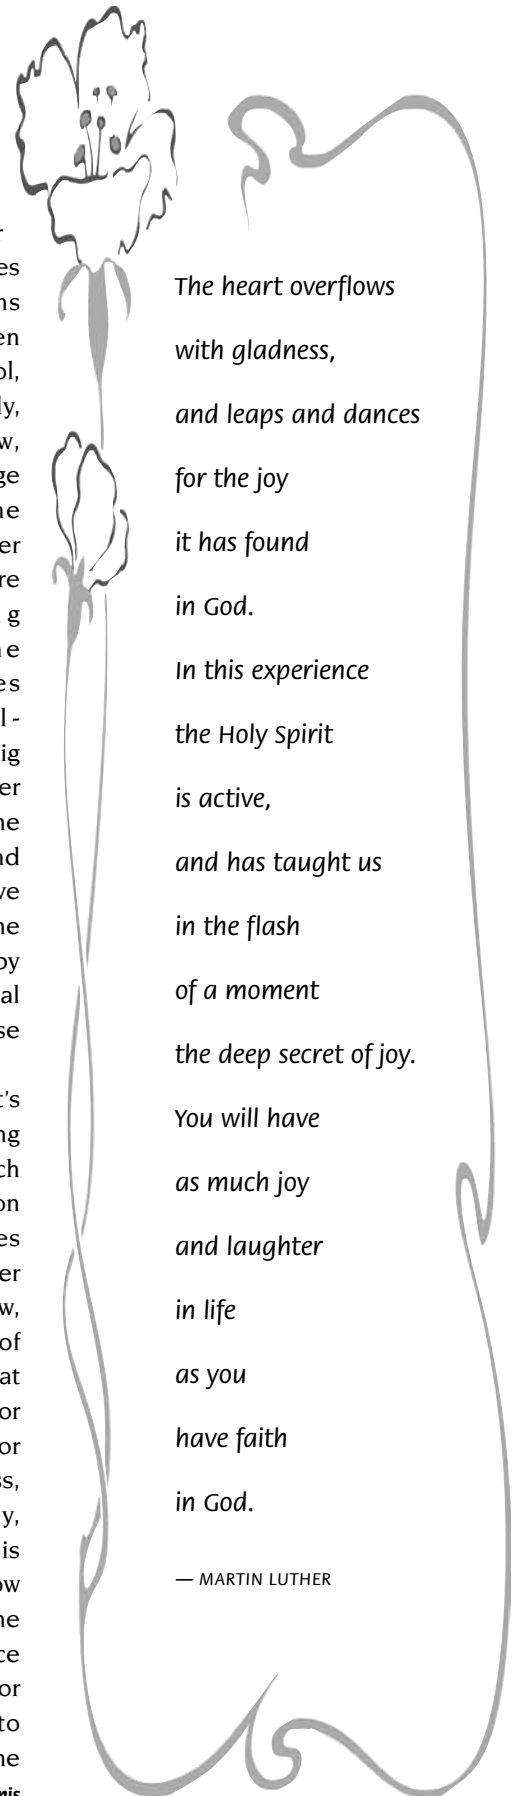 The heart overflows
with gladness,
and leaps and dances
for the joy
it has found
in God.
In this experience
the Holy Spirit
is active,
and has taught us
in the flash
of a moment
the deep secret of joy.
You will have
as much joy
and laughter
in life
as you
have faith
in God.
— MARTIN LUTHER